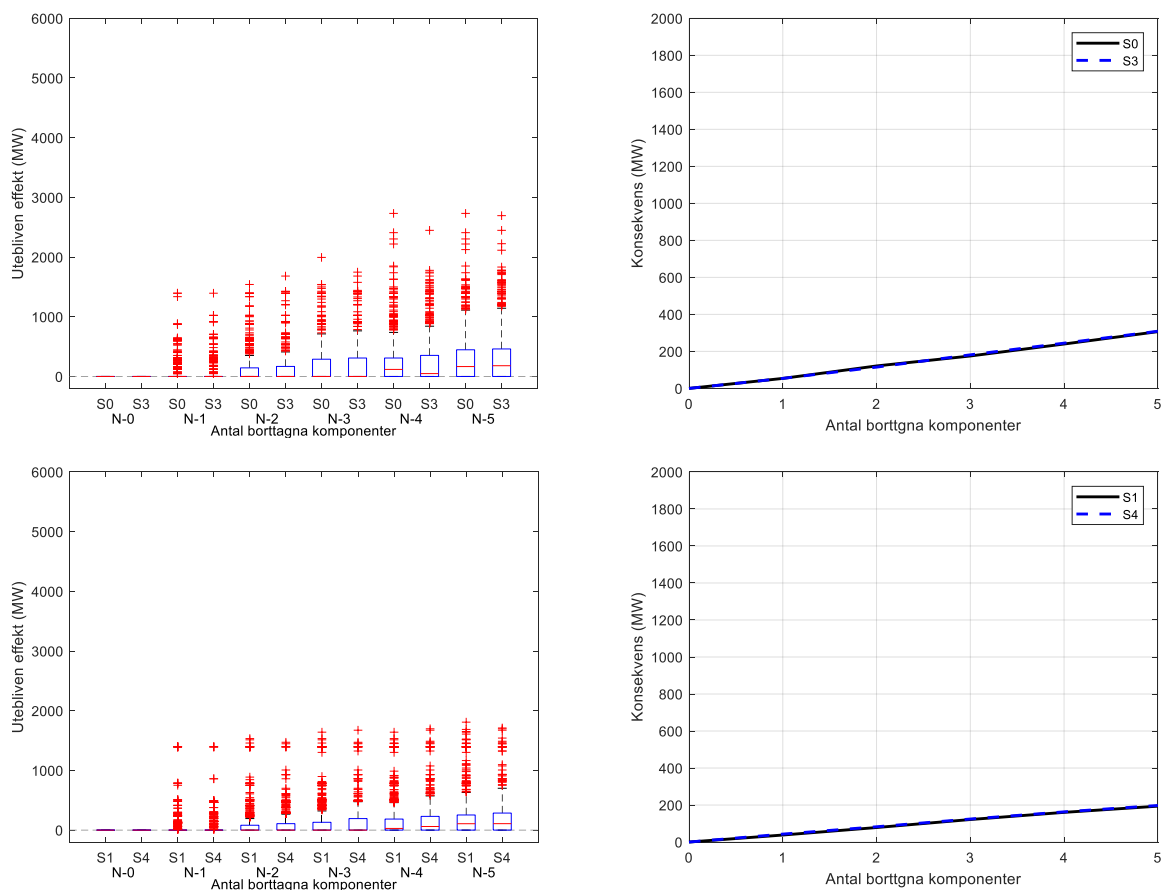 6000
5000
4000
3000
2000
1000
0
Utebliven effekt (MW)
S0 S3 S0 S3 S0 S3 S0 S3 S0 S3 S0 S3
N-0 N-1 N-2 N-3 N-4 N-5
Antal borttagna komponenter
2000
1800
1600
1400
1200
1000
800
600
400
200
0
Konsekvens (MW)
S0
S3
0 1 2 3 4 5
Antal borttgna komponenter
6000
5000
4000
3000
2000
1000
0
Utebliven effekt (MW)
S1 S4 S1 S4 S1 S4 S1 S4 S1 S4 S1 S4
N-0 N-1 N-2 N-3 N-4 N-5
Antal borttagna komponenter
2000
1800
1600
1400
1200
1000
800
600
400
200
0
Konsekvens (MW)
S1
S4
0 1 2 3 4 5
Antal borttgna komponenter